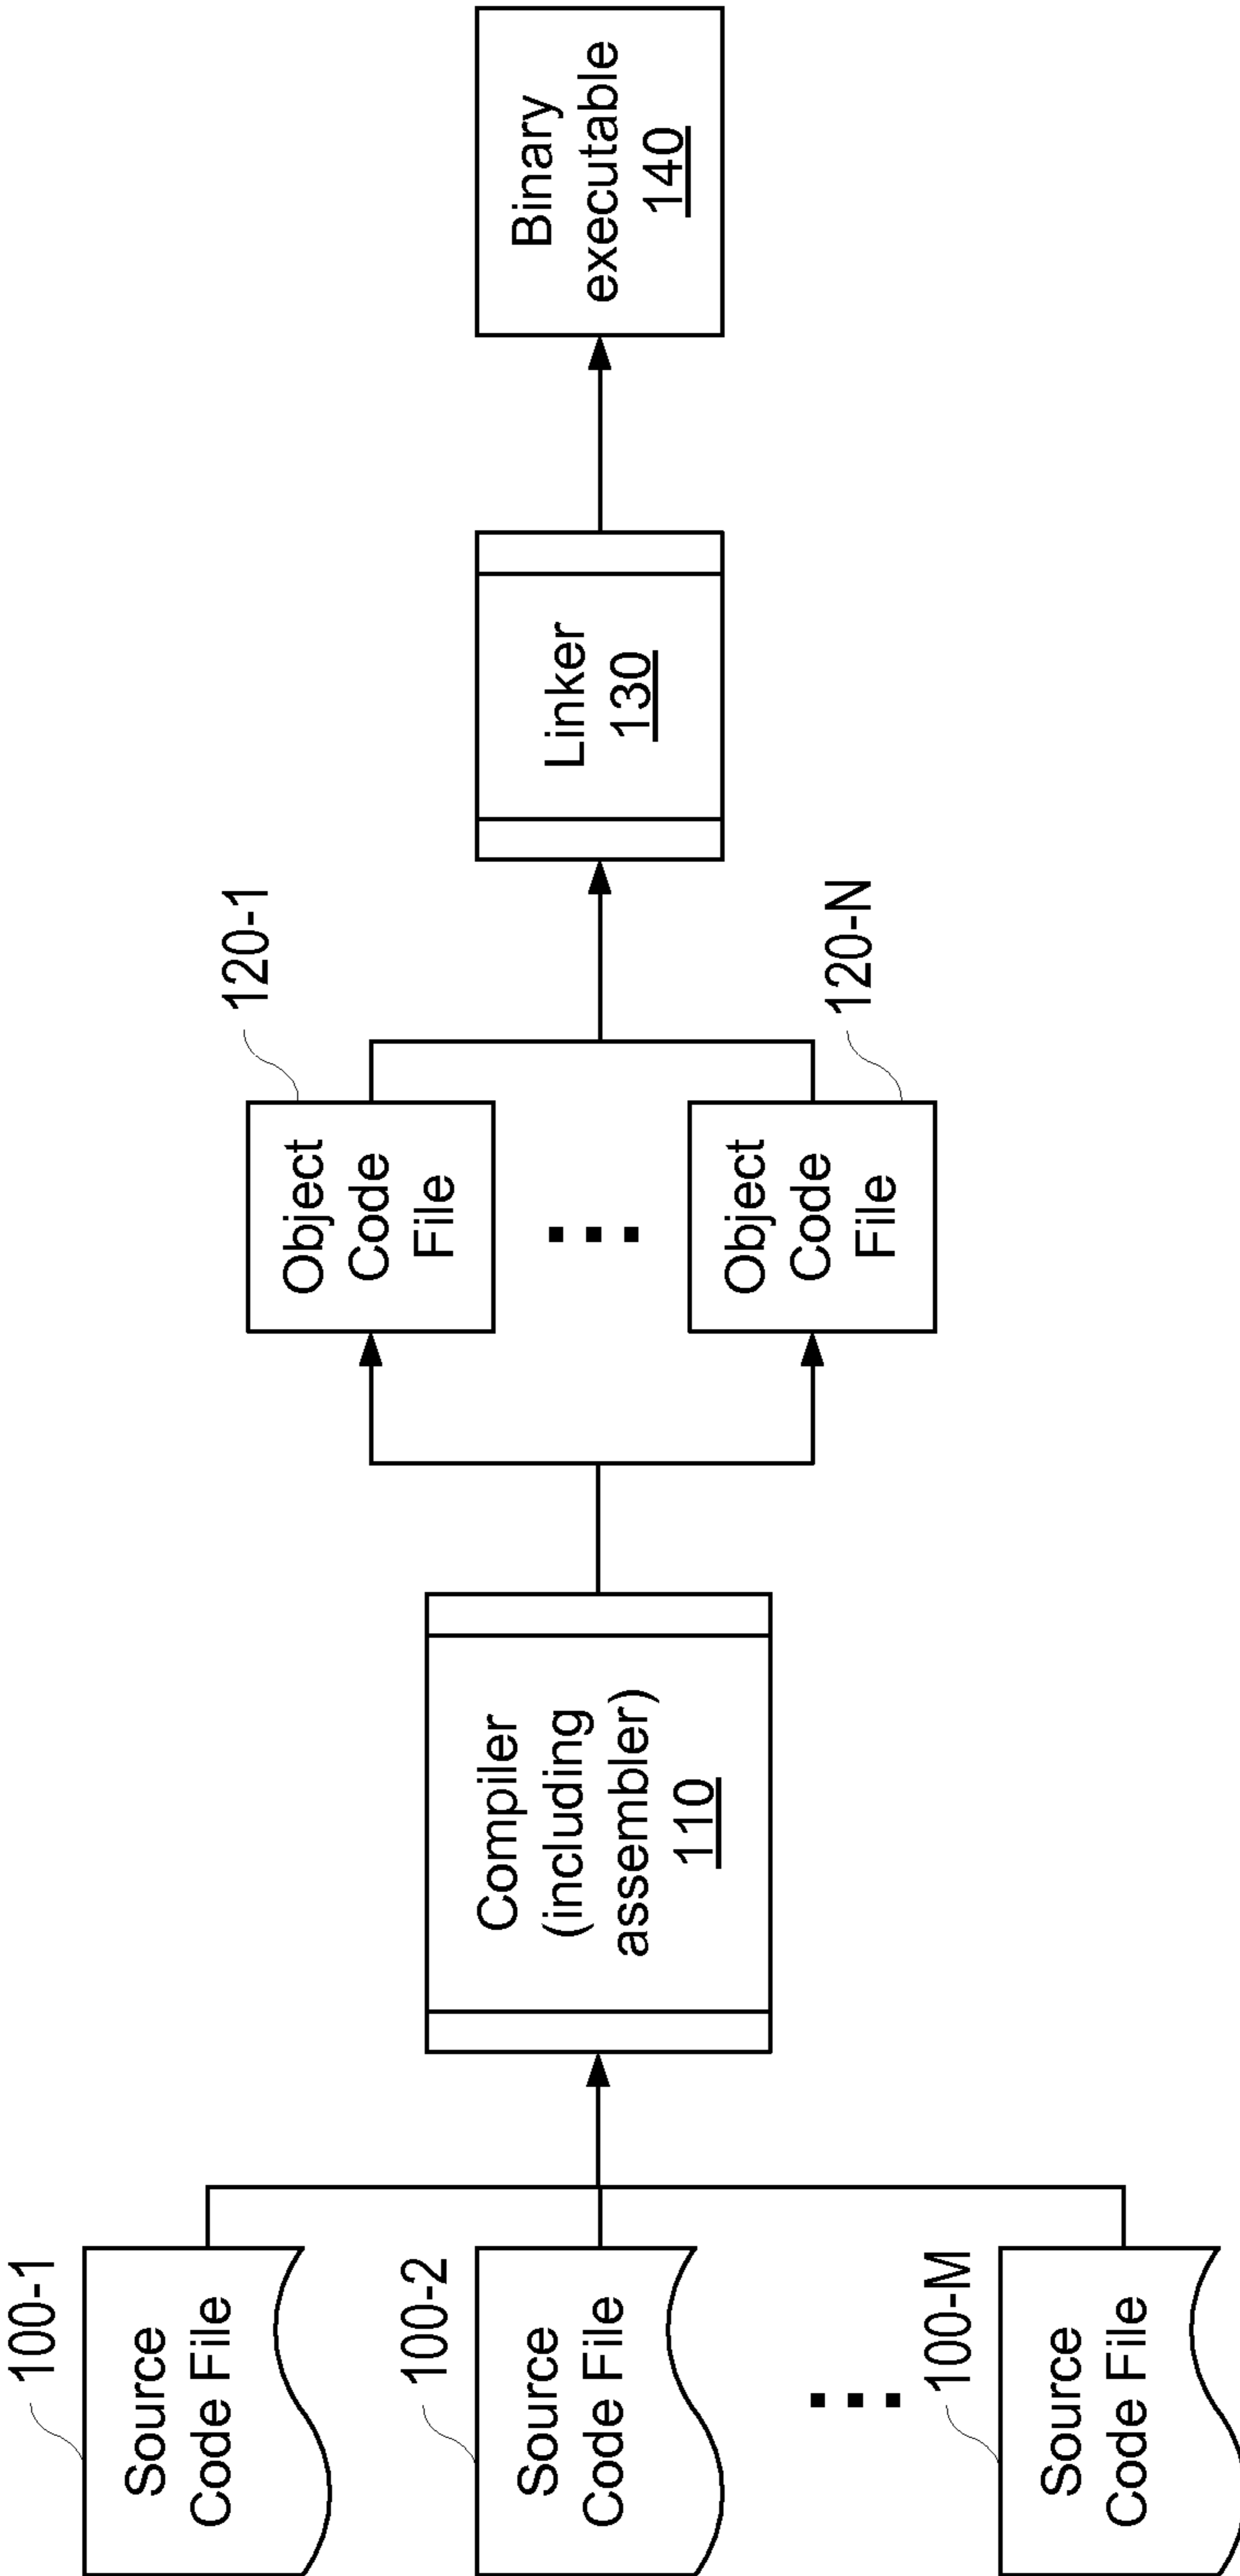 100-1
Source
Code File
100-2
Source
Code File
100-M
Source
Code File
Compiler
(including
assembler)
110
120-1
Object
Code
File
Object
Code
File
120-N
Linker
130
Binary
executable
140